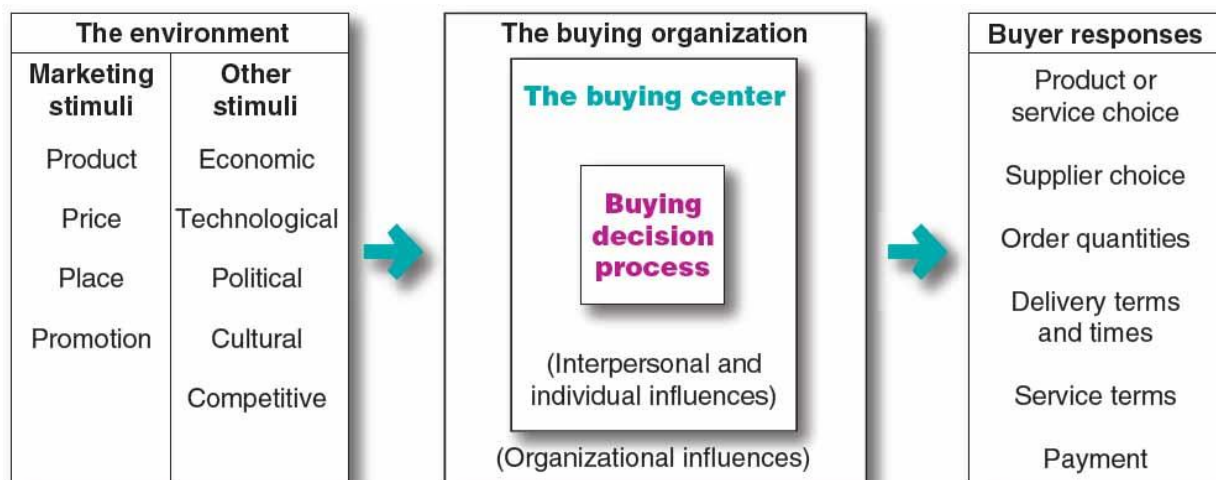 The environment
Marketing
stimuli
Product
Price
Place
Promotion
Other
stimuli
Economic
Technological
Political
Cultural
Competitive
The buying organization
The buying center
Buying
decision
process
(Interpersonal and
individual influences)
(Organizational influences)
Buyer responses
Product or
service choice
Supplier choice
Order quantities
Delivery terms
and times
Service terms
Payment